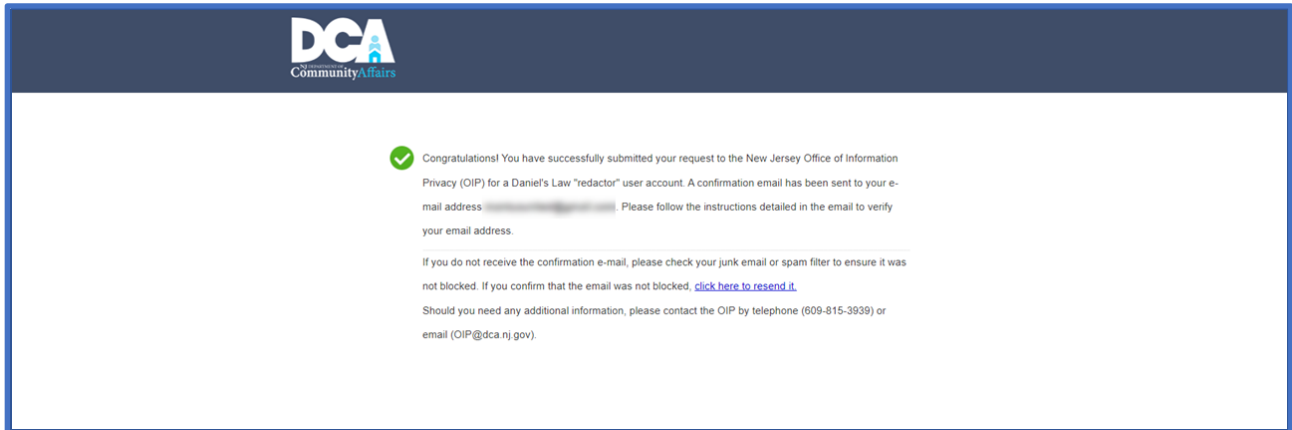 DCA
NJ DEPARTMENT OF
CommunityAffairs
Congratulations! You have successfully submitted your request to the New Jersey Office of Information
Privacy (OIP) for a Daniel's Law "redactor" user account. A confirmation email has been sent to your e-
mail address . Please follow the instructions detailed in the email to verify
your email address.
If you do not receive the confirmation e-mail, please check your junk email or spam filter to ensure it was
not blocked. If you confirm that the email was not blocked, click here to resend it.
Should you need any additional information, please contact the OIP by telephone (609-815-3939) or
email (OIP@dca.nj.gov).